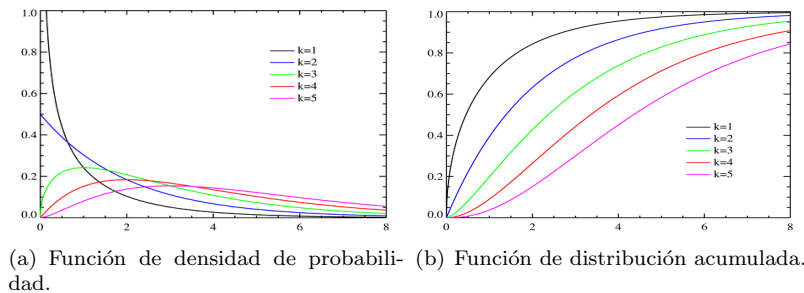 1.0
0.8
0.6
0.4
0.2
0.0
0 2 4 6 8
k=1
k=2
k=3
k=4
k=5
1.0
0.8
0.6
0.4
0.2
0.0
0 2 4 6 8
k=1
k=2
k=3
k=4
k=5
(a) Función de densidad de probabili-
dad.
(b) Función de distribución acumulada.